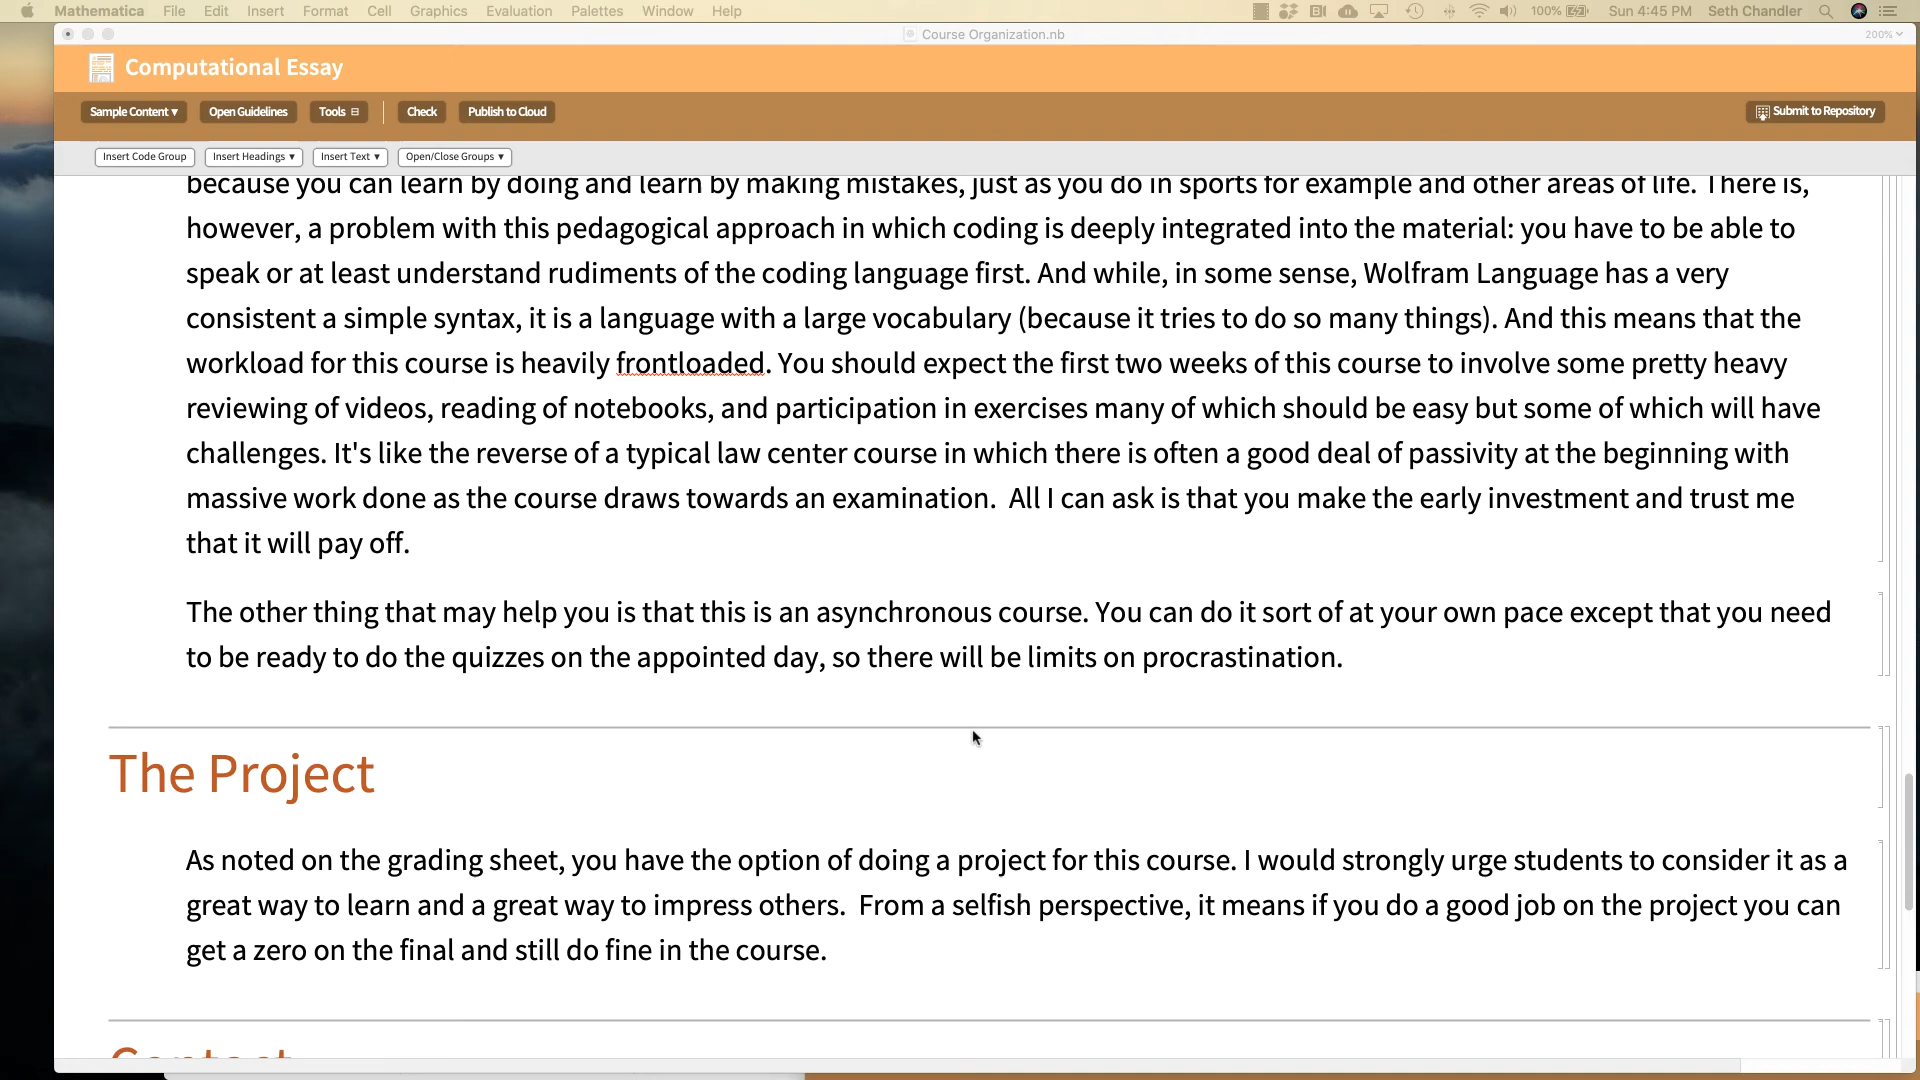 Mathematica File Edit Insert Format Cell Graphics Evaluation Palettes Window Help 100% Sun 4:45 PM Seth Chandler
Course Organization.nb 200%
Computational Essay
Sample Content Open Guidelines Tools Check Publish to Cloud Submit to Repository
Insert Code Group Insert Headings Insert Text Open/Close Groups
because you can learn by doing and learn by making mistakes, just as you do in sports for example and other areas of life. There is,
however, a problem with this pedagogical approach in which coding is deeply integrated into the material: you have to be able to
speak or at least understand rudiments of the coding language first. And while, in some sense, Wolfram Language has a very
consistent a simple syntax, it is a language with a large vocabulary (because it tries to do so many things). And this means that the
workload for this course is heavily frontloaded. You should expect the first two weeks of this course to involve some pretty heavy
reviewing of videos, reading of notebooks, and participation in exercises many of which should be easy but some of which will have
challenges. It's like the reverse of a typical law center course in which there is often a good deal of passivity at the beginning with
massive work done as the course draws towards an examination.  All I can ask is that you make the early investment and trust me
that it will pay off.
The other thing that may help you is that this is an asynchronous course. You can do it sort of at your own pace except that you need
to be ready to do the quizzes on the appointed day, so there will be limits on procrastination.
The Project
As noted on the grading sheet, you have the option of doing a project for this course. I would strongly urge students to consider it as a
great way to learn and a great way to impress others.  From a selfish perspective, it means if you do a good job on the project you can
get a zero on the final and still do fine in the course.
Contact